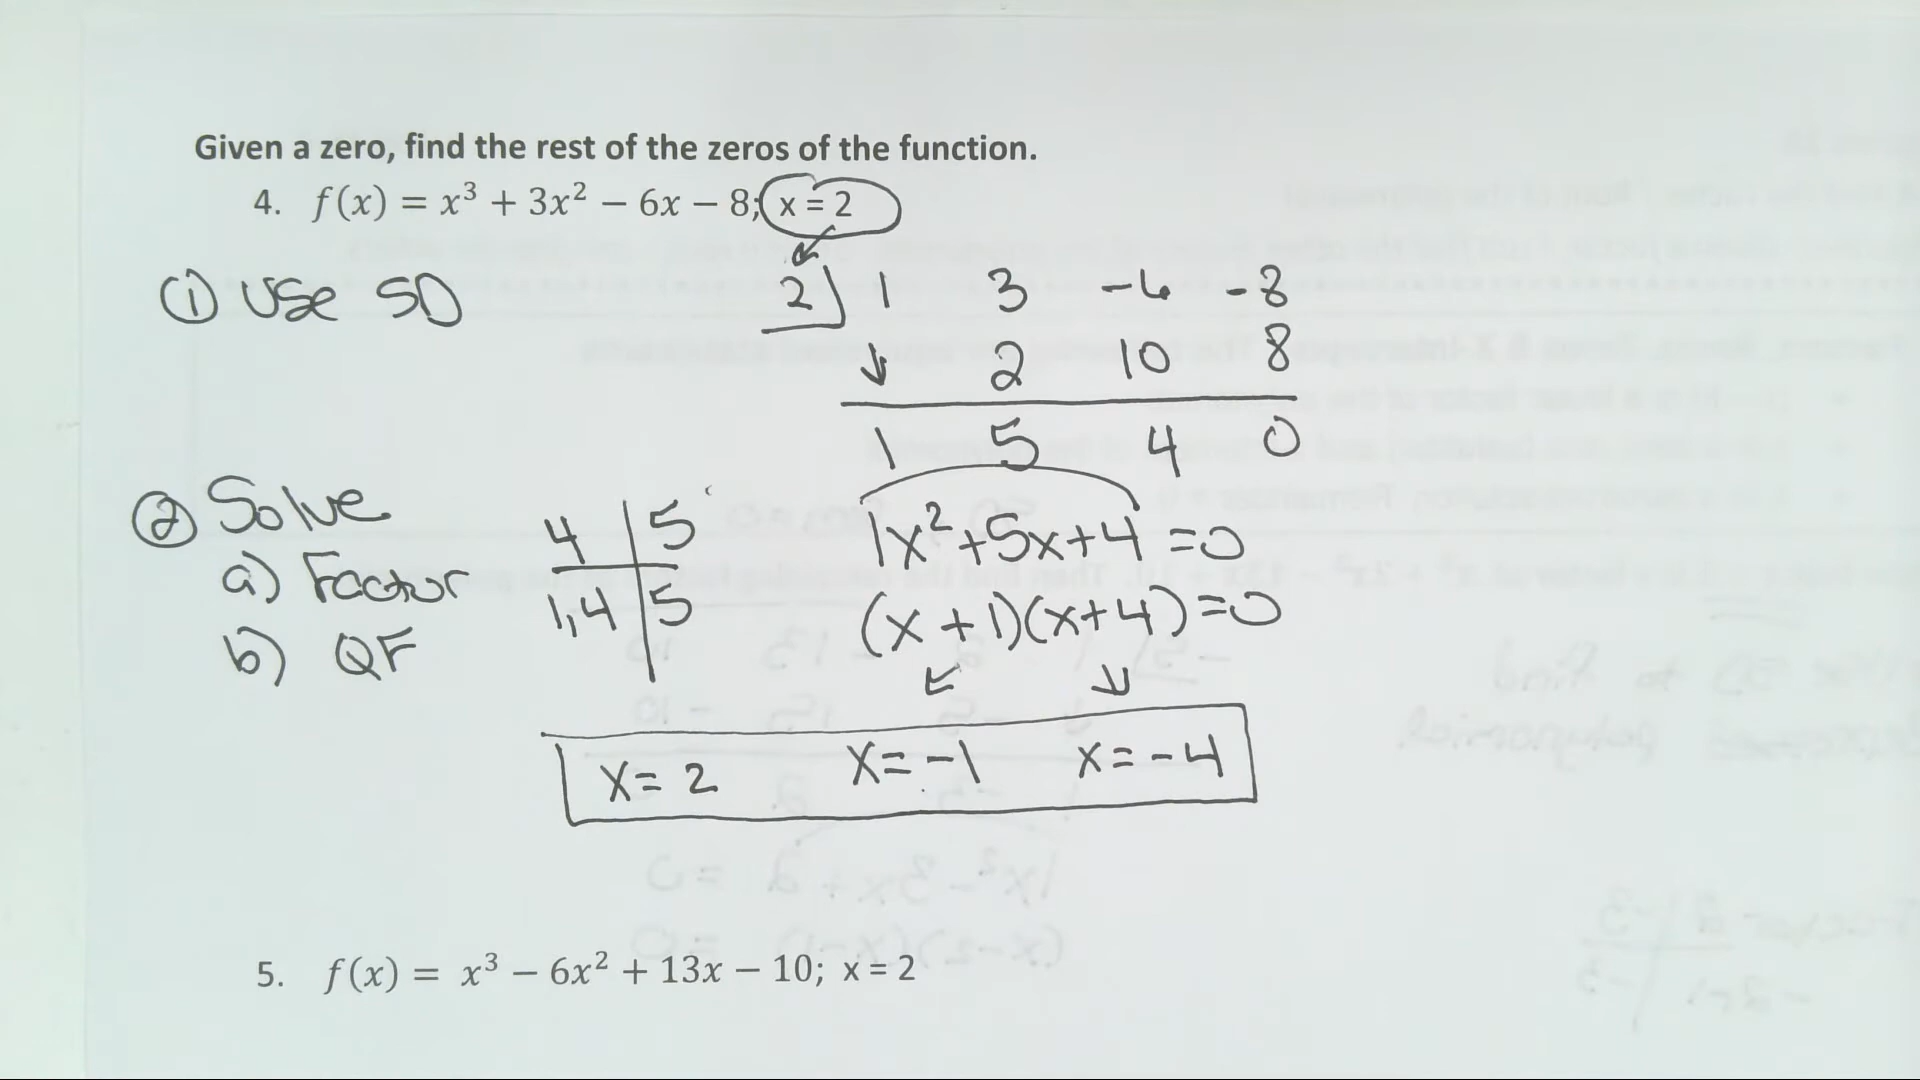 Given a zero, find the rest of the zeros of the function.
4. f(x) = x³ + 3x² − 6x − 8; x = 2
① Use SD
2 1 3 -6 -8
↓ 2 10 8
1 5 4 0
② Solve
a) Factor
b) QF
4 5
1,4 5
1x² + 5x + 4 = 0
(x + 1)(x + 4) = 0
x = 2 x = -1 x = -4
5. f(x) = x³ − 6x² + 13x − 10; x = 2